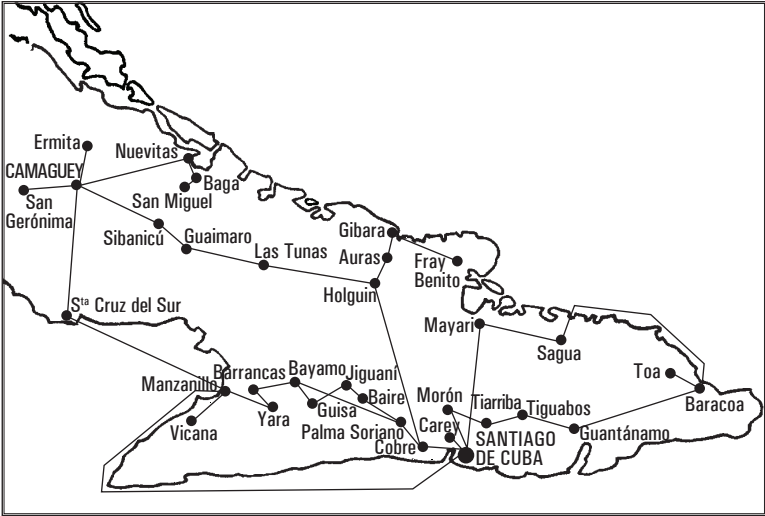 Ermita
Nuevitas
CAMAGUEY
Baga
San
Gerónima
San Miguel
Sibanicú
Guaimaro
Gibara
Las Tunas
Auras
Fray
Benito
Holguin
Sta Cruz del Sur
Mayari
Sagua
Barrancas
Bayamo
Jiguaní
Toa
Manzanillo
Baire
Morón
Tiarriba
Tiguabos
Baracoa
Yara
Guisa
Carey
Vicana
Palma Soriano
Guantánamo
Cobre
SANTIAGO
DE CUBA